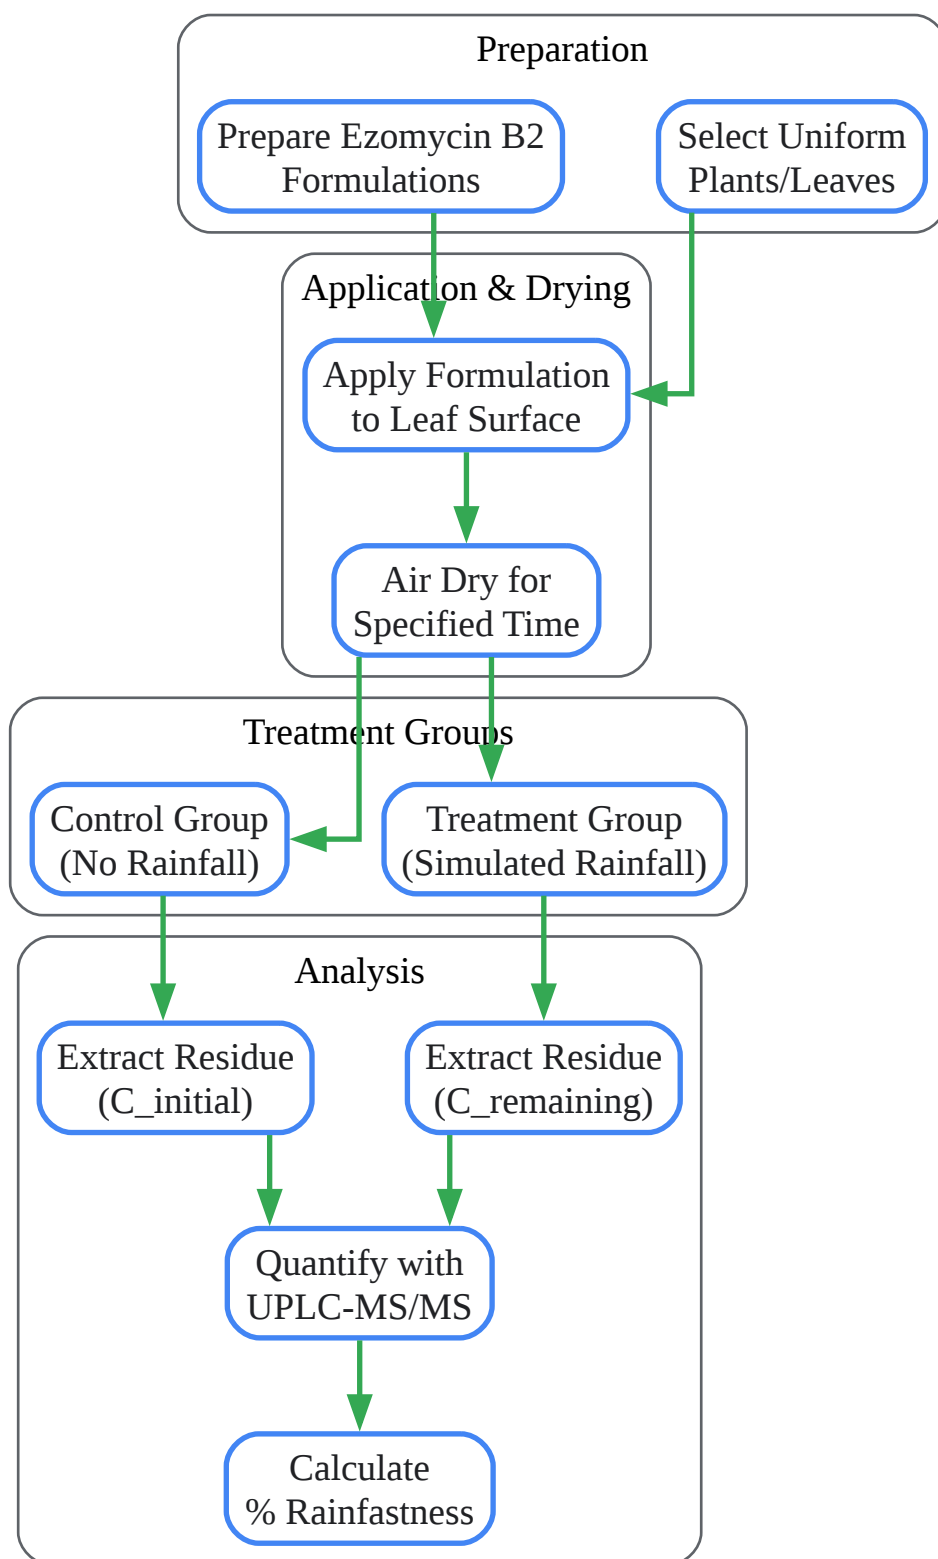 Preparation
Prepare Ezomycin B2
Formulations
Select Uniform
Plants/Leaves
Application & Drying
Apply Formulation
to Leaf Surface
Air Dry for
Specified Time
Treatment Groups
Control Group
(No Rainfall)
Treatment Group
(Simulated Rainfall)
Analysis
Extract Residue
(C_initial)
Extract Residue
(C_remaining)
Quantify with
UPLC-MS/MS
Calculate
% Rainfastness